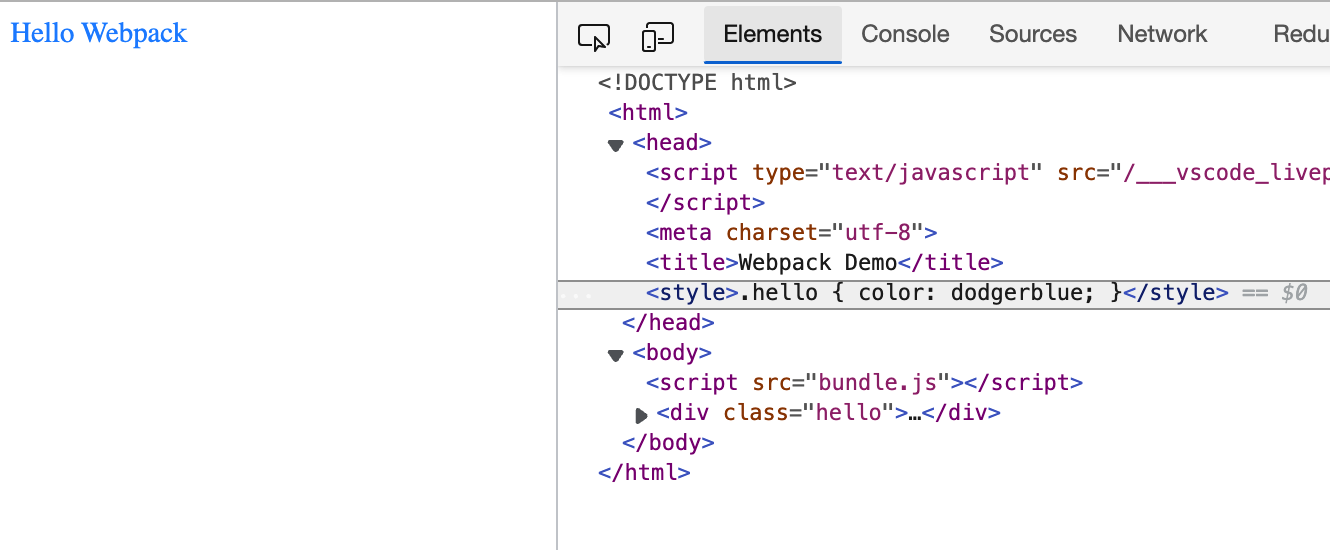 Hello Webpack
Elements Console Sources Network Redu
<!DOCTYPE html>
<html>
<head>
<script type="text/javascript" src="/___vscode_livep
</script>
<meta charset="utf-8">
<title>Webpack Demo</title>
... <style>.hello { color: dodgerblue; }</style> == $0
</head>
<body>
<script src="bundle.js"></script>
<div class="hello">…</div>
</body>
</html>